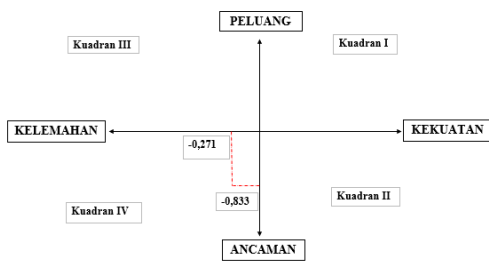 PELUANG
Kuadran III
Kuadran I
KELEMAHAN
KEKUATAN
-0,271
-0,833
Kuadran II
Kuadran IV
ANCAMAN